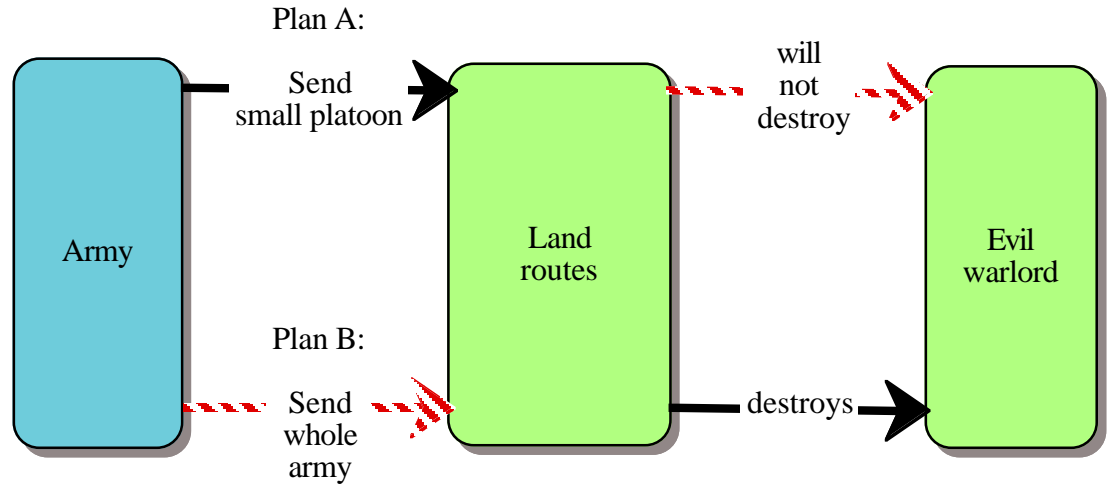 Plan A:
Send
small platoon
will
not
destroy
Army
Land
routes
Evil
warlord
Plan B:
Send
whole
army
destroys